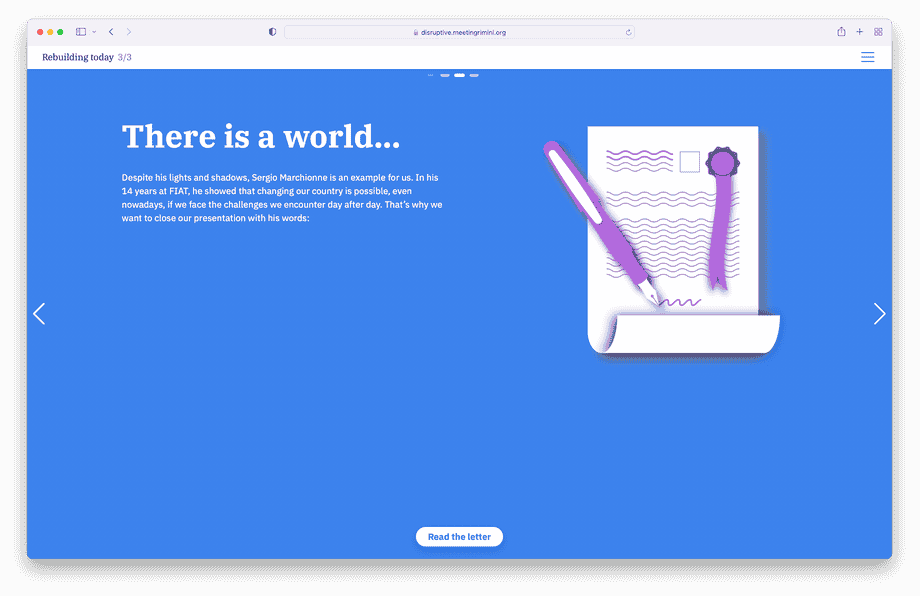 disruptive.meetingrimini.org
Rebuilding today 3/3
There is a world...
Despite his lights and shadows, Sergio Marchionne is an example for us. In his
14 years at FIAT, he showed that changing our country is possible, even
nowadays, if we face the challenges we encounter day after day. That's why we
want to close our presentation with his words:
Read the letter